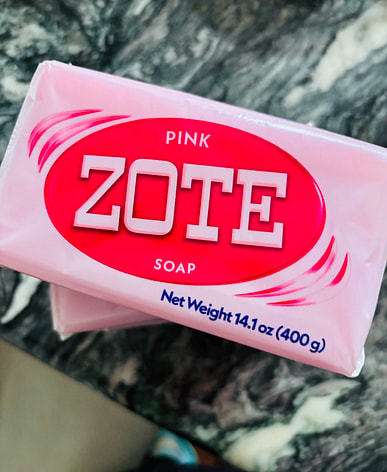 PINK
ZOTE
SOAP
Net Weight 14.1 oz (400 g)